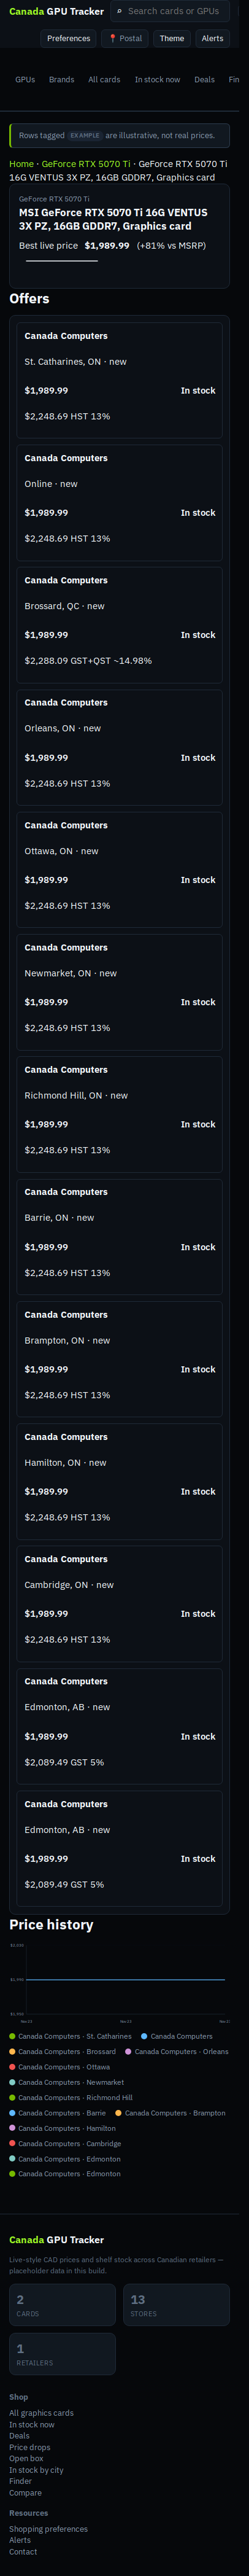 Canada GPU Tracker
Search cards or GPUs
Preferences
Postal
Theme
Alerts
GPUs Brands All cards In stock now Deals Fin
Rows tagged EXAMPLE are illustrative, not real prices.
Home · GeForce RTX 5070 Ti · GeForce RTX 5070 Ti
16G VENTUS 3X PZ, 16GB GDDR7, Graphics card
GeForce RTX 5070 Ti
MSI GeForce RTX 5070 Ti 16G VENTUS
3X PZ, 16GB GDDR7, Graphics card
Best live price $1,989.99 (+81% vs MSRP)
Offers
Canada Computers
St. Catharines, ON · new
$1,989.99 In stock
$2,248.69 HST 13%
Canada Computers
Online · new
$1,989.99 In stock
$2,248.69 HST 13%
Canada Computers
Brossard, QC · new
$1,989.99 In stock
$2,288.09 GST+QST ~14.98%
Canada Computers
Orleans, ON · new
$1,989.99 In stock
$2,248.69 HST 13%
Canada Computers
Ottawa, ON · new
$1,989.99 In stock
$2,248.69 HST 13%
Canada Computers
Newmarket, ON · new
$1,989.99 In stock
$2,248.69 HST 13%
Canada Computers
Richmond Hill, ON · new
$1,989.99 In stock
$2,248.69 HST 13%
Canada Computers
Barrie, ON · new
$1,989.99 In stock
$2,248.69 HST 13%
Canada Computers
Brampton, ON · new
$1,989.99 In stock
$2,248.69 HST 13%
Canada Computers
Hamilton, ON · new
$1,989.99 In stock
$2,248.69 HST 13%
Canada Computers
Cambridge, ON · new
$1,989.99 In stock
$2,248.69 HST 13%
Canada Computers
Edmonton, AB · new
$1,989.99 In stock
$2,089.49 GST 5%
Canada Computers
Edmonton, AB · new
$1,989.99 In stock
$2,089.49 GST 5%
Price history
Canada Computers · St. Catharines Canada Computers
Canada Computers · Brossard Canada Computers · Orleans
Canada Computers · Ottawa
Canada Computers · Newmarket
Canada Computers · Richmond Hill
Canada Computers · Barrie Canada Computers · Brampton
Canada Computers · Hamilton
Canada Computers · Cambridge
Canada Computers · Edmonton
Canada Computers · Edmonton
Canada GPU Tracker
Live-style CAD prices and shelf stock across Canadian retailers —
placeholder data in this build.
2
CARDS
13
STORES
1
RETAILERS
Shop
All graphics cards
In stock now
Deals
Price drops
Open box
In stock by city
Finder
Compare
Resources
Shopping preferences
Alerts
Contact